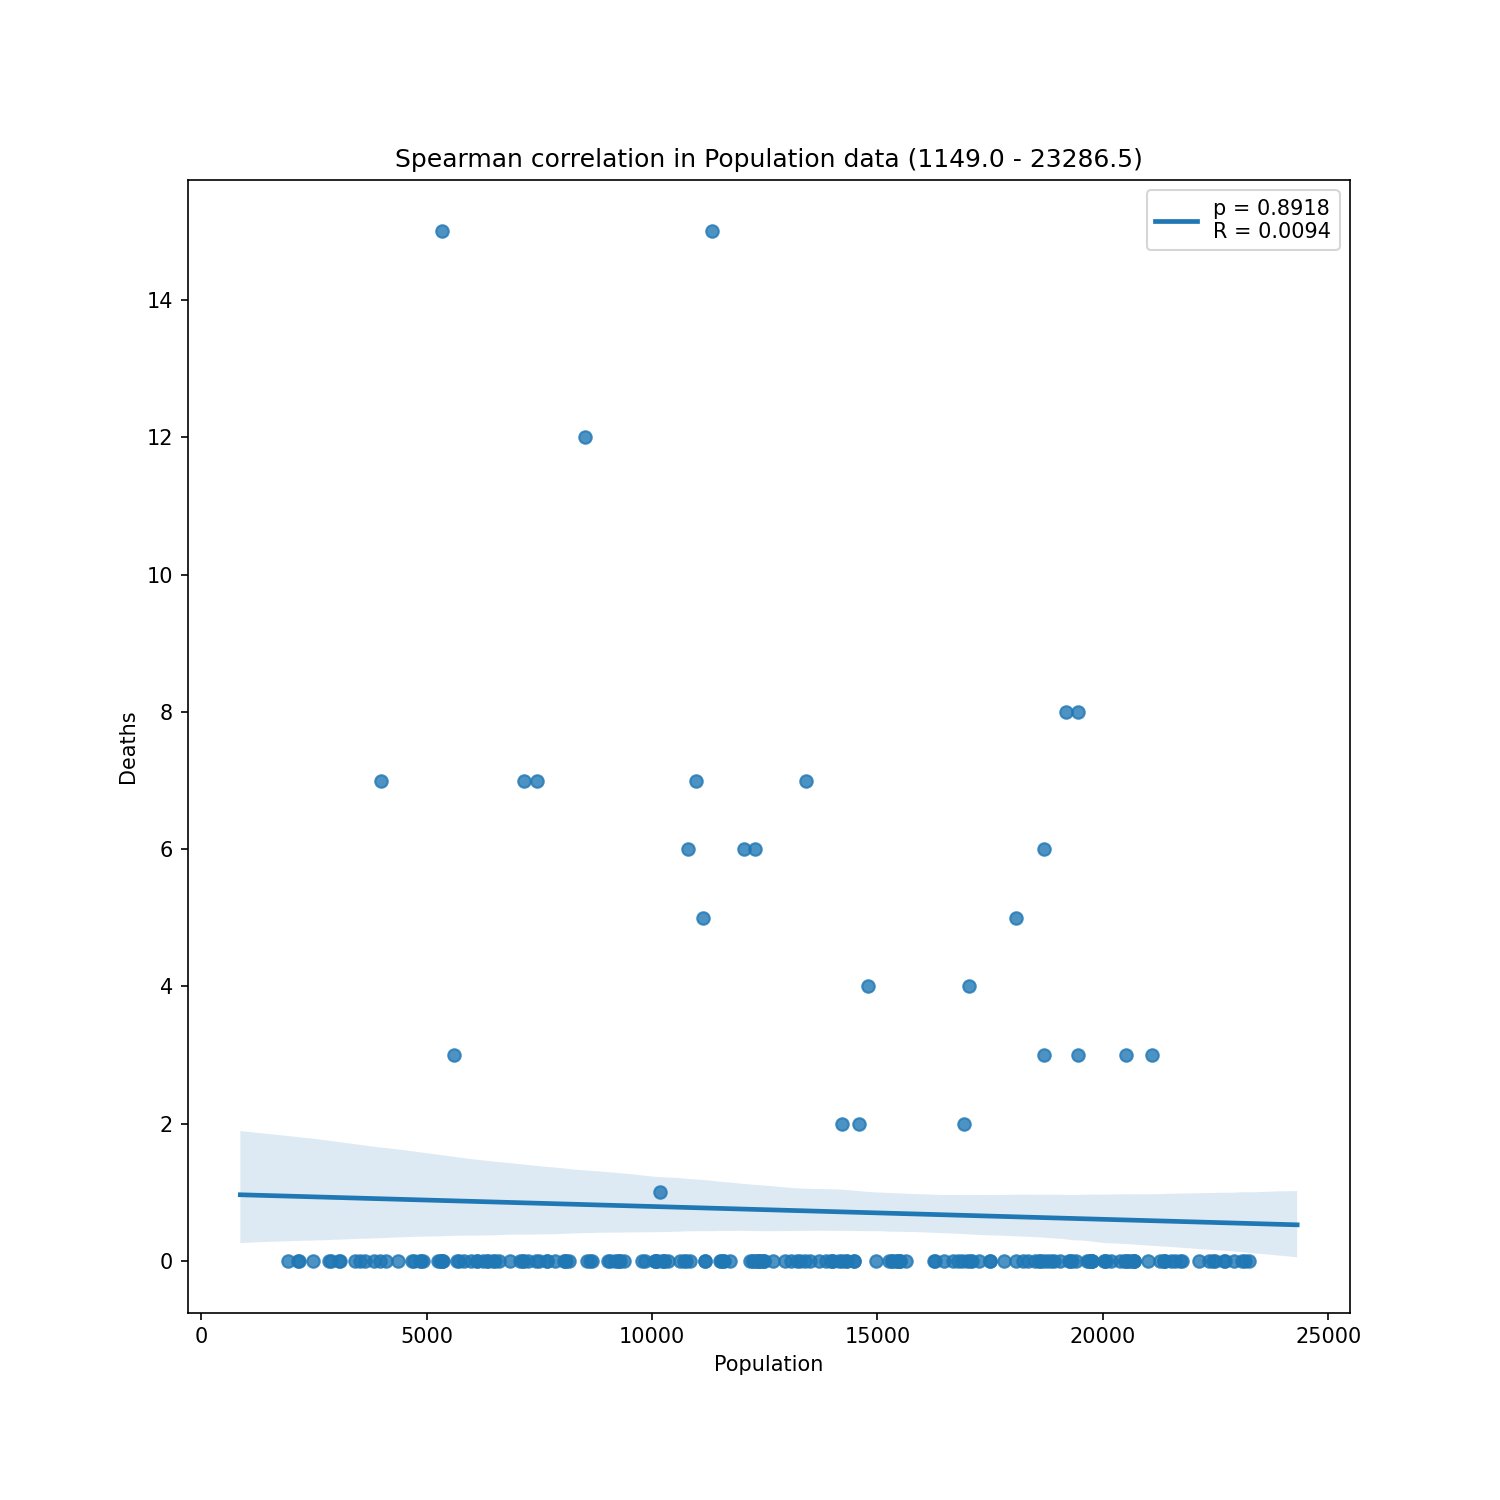 Spearman correlation in Population data (1149.0 - 23286.5)
p = 0.8918
R = 0.0094
14
12
10
8
6
4
2
0
Deaths
0 5000 10000 15000 20000 25000
Population